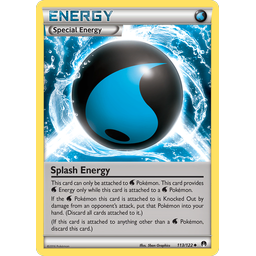 ENERGY
Special Energy
Splash Energy
This card can only be attached to Pokémon. This card provides
Energy only while this card is attached to a Pokémon.
If the Pokémon this card is attached to is Knocked Out by
damage from an opponent's attack, put that Pokémon into your
hand. (Discard all cards attached to it.)
(If this card is attached to anything other than a Pokémon,
discard this card.)
Illus. Neo Graphics 113/122